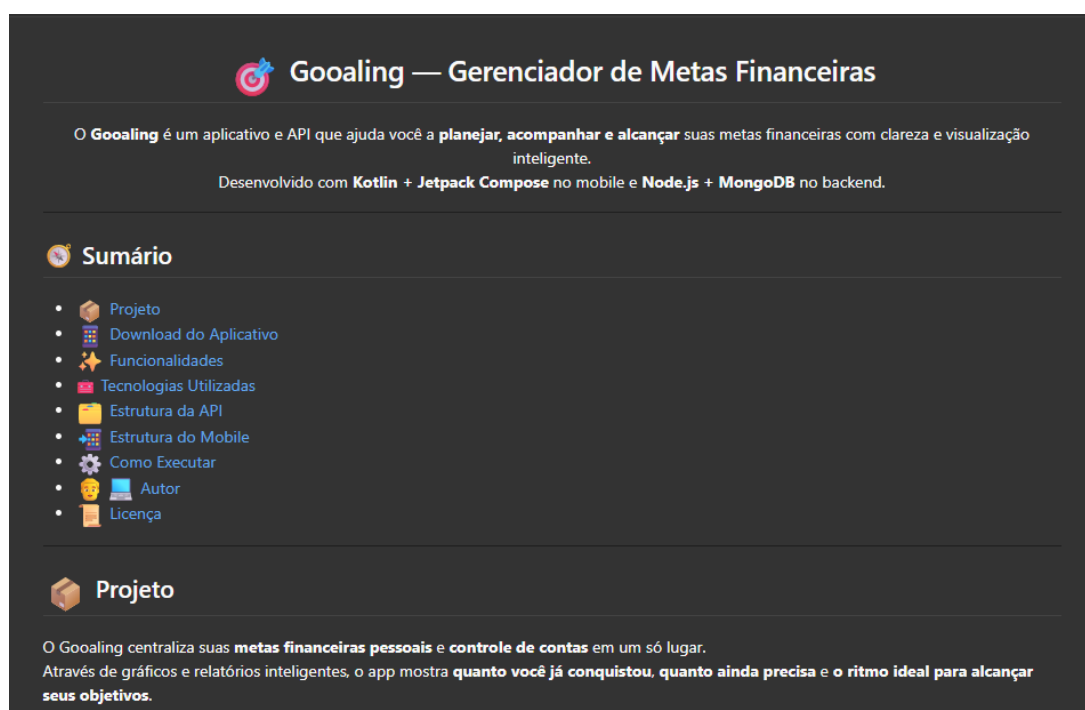 Gooaling — Gerenciador de Metas Financeiras
O Gooaling é um aplicativo e API que ajuda você a planejar, acompanhar e alcançar suas metas financeiras com clareza e visualização
inteligente.
Desenvolvido com Kotlin + Jetpack Compose no mobile e Node.js + MongoDB no backend.
Sumário
Projeto
Download do Aplicativo
Funcionalidades
Tecnologias Utilizadas
Estrutura da API
Estrutura do Mobile
Como Executar
Autor
Licença
Projeto
O Gooaling centraliza suas metas financeiras pessoais e controle de contas em um só lugar.
Através de gráficos e relatórios inteligentes, o app mostra quanto você já conquistou, quanto ainda precisa e o ritmo ideal para alcançar
seus objetivos.